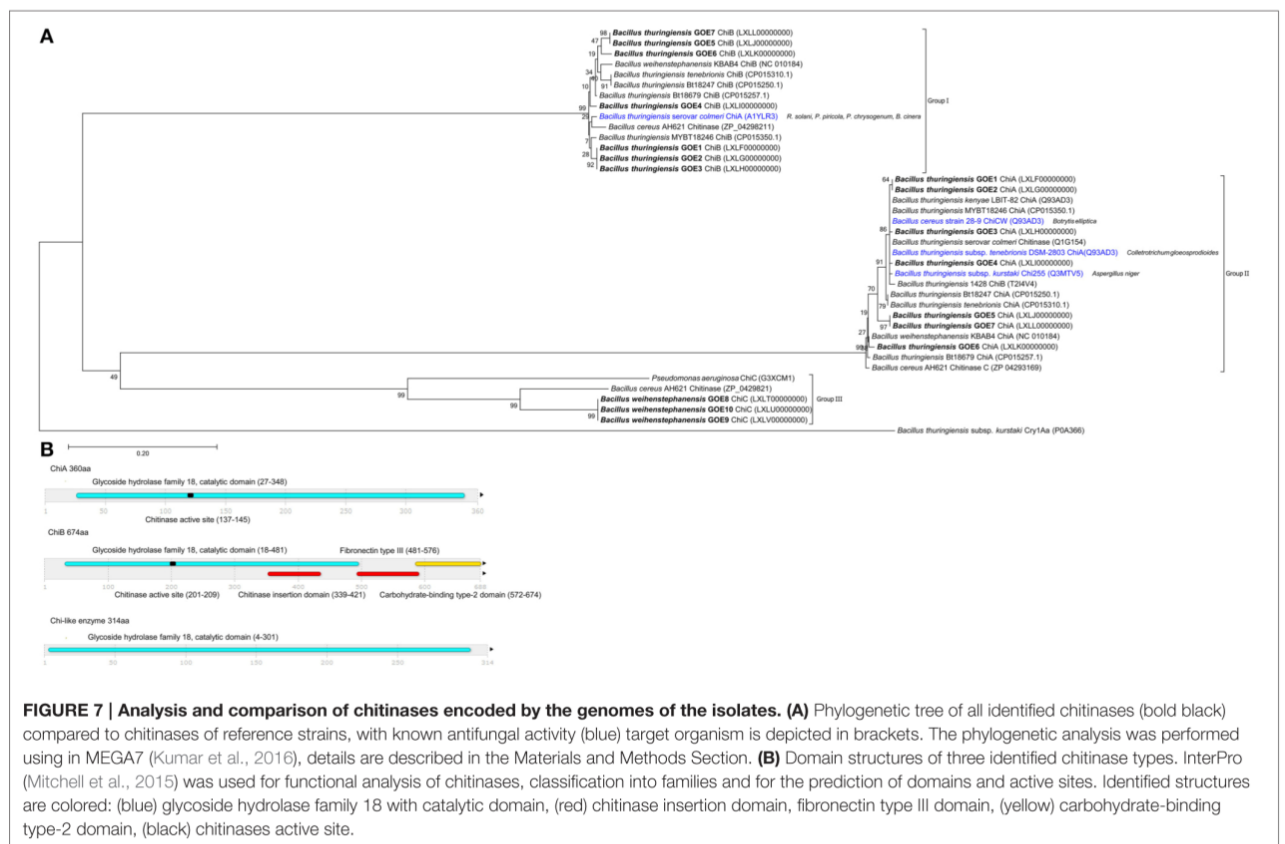 A
98
Bacillus thuringiensis GOE7 ChiB (LXLL00000000)
47
Bacillus thuringiensis GOE5 ChiB (LXLJ00000000)
19
Bacillus thuringiensis GOE6 ChiB (LXLK00000000)
Bacillus weihenstephanensis KBAB4 ChiB (NC 010184)
34
Bacillus thuringiensis tenebrionis ChiB (CP015310.1)
10
91
Bacillus thuringiensis Bt18247 ChiB (CP015250.1)
Bacillus thuringiensis Bt18679 ChiB (CP015257.1)
Group I
99
Bacillus thuringiensis GOE4 ChiB (LXLI00000000)
Bacillus thuringiensis serovar colmeri ChiA (A1YLR3) R. solani, P. piricola, P. chrysogenum, B. cinera
Bacillus cereus AH621 Chitinase (ZP_04298211)
7
Bacillus thuringiensis MYBT18246 ChiB (CP015350.1)
Bacillus thuringiensis GOE1 ChiB (LXLF00000000)
28
Bacillus thuringiensis GOE2 ChiB (LXLG00000000)
92
Bacillus thuringiensis GOE3 ChiB (LXLH00000000)
64
Bacillus thuringiensis GOE1 ChiA (LXLF00000000)
Bacillus thuringiensis GOE2 ChiA (LXLG00000000)
Bacillus thuringiensis kenyae LBIT-82 ChiA (Q93AD3)
Bacillus thuringiensis MYBT18246 ChiA (CP015350.1)
Bacillus cereus strain 28-9 ChiCW (Q93AD3) Botrytis elliptica
Bacillus thuringiensis GOE3 ChiA (LXLH00000000)
Bacillus thuringiensis serovar colmeri Chitinase (Q1G154)
Bacillus thuringiensis subsp. tenebrionis DSM-2803 ChiA(Q93AD3) Colletrotrichum gloeosprodioides
91
Bacillus thuringiensis GOE4 ChiA (LXLI00000000)
Bacillus thuringiensis subsp. kurstaki Chi255 (Q3MTV5) Aspergillus niger
Group II
Bacillus thuringiensis 1428 ChiB (T2I4V4)
70
Bacillus thuringiensis Bt18247 ChiA (CP015250.1)
Bacillus thuringiensis tenebrionis ChiA (CP015310.1)
19
Bacillus thuringiensis GOE5 ChiA (LXLJ00000000)
97
Bacillus thuringiensis GOE7 ChiA (LXLL00000000)
27
Bacillus weihenstephanensis KBAB4 ChiA (NC 010184)
Bacillus thuringiensis GOE6 ChiA (LXLK00000000)
Bacillus thuringiensis Bt18679 ChiA (CP015257.1)
Bacillus cereus AH621 Chitinase C (ZP 04293169)
49
Pseudomonas aeruginosa ChiC (G3XCM1)
99
Bacillus cereus AH621 Chitinase (ZP_0429821)
99
Bacillus weihenstephanensis GOE8 ChiC (LXLT00000000)
Group III
Bacillus weihenstephanensis GOE10 ChiC (LXLU00000000)
99
Bacillus weihenstephanensis GOE9 ChiC (LXLV00000000)
Bacillus thuringiensis subsp. kurstaki Cry1Aa (P0A366)
B
0.20
ChiA 360aa
Glycoside hydrolase family 18, catalytic domain (27-348)
1 50 100 150 200 250 300 360
Chitinase active site (137-145)
ChiB 674aa
Glycoside hydrolase family 18, catalytic domain (18-481) Fibronectin type III (481-576)
1 100 200 300 400 500 600
Chitinase active site (201-209) Chitinase insertion domain (339-421) Carbohydrate-binding type-2 domain (572-674)
Chi-like enzyme 314aa
Glycoside hydrolase family 18, catalytic domain (4-301)
1 50 100 150 200 250 314
FIGURE 7 | Analysis and comparison of chitinases encoded by the genomes of the isolates. (A) Phylogenetic tree of all identified chitinases (bold black)
compared to chitinases of reference strains, with known antifungal activity (blue) target organism is depicted in brackets. The phylogenetic analysis was performed
using in MEGA7 (Kumar et al., 2016), details are described in the Materials and Methods Section. (B) Domain structures of three identified chitinase types. InterPro
(Mitchell et al., 2015) was used for functional analysis of chitinases, classification into families and for the prediction of domains and active sites. Identified structures
are colored: (blue) glycoside hydrolase family 18 with catalytic domain, (red) chitinase insertion domain, fibronectin type III domain, (yellow) carbohydrate-binding
type-2 domain, (black) chitinases active site.